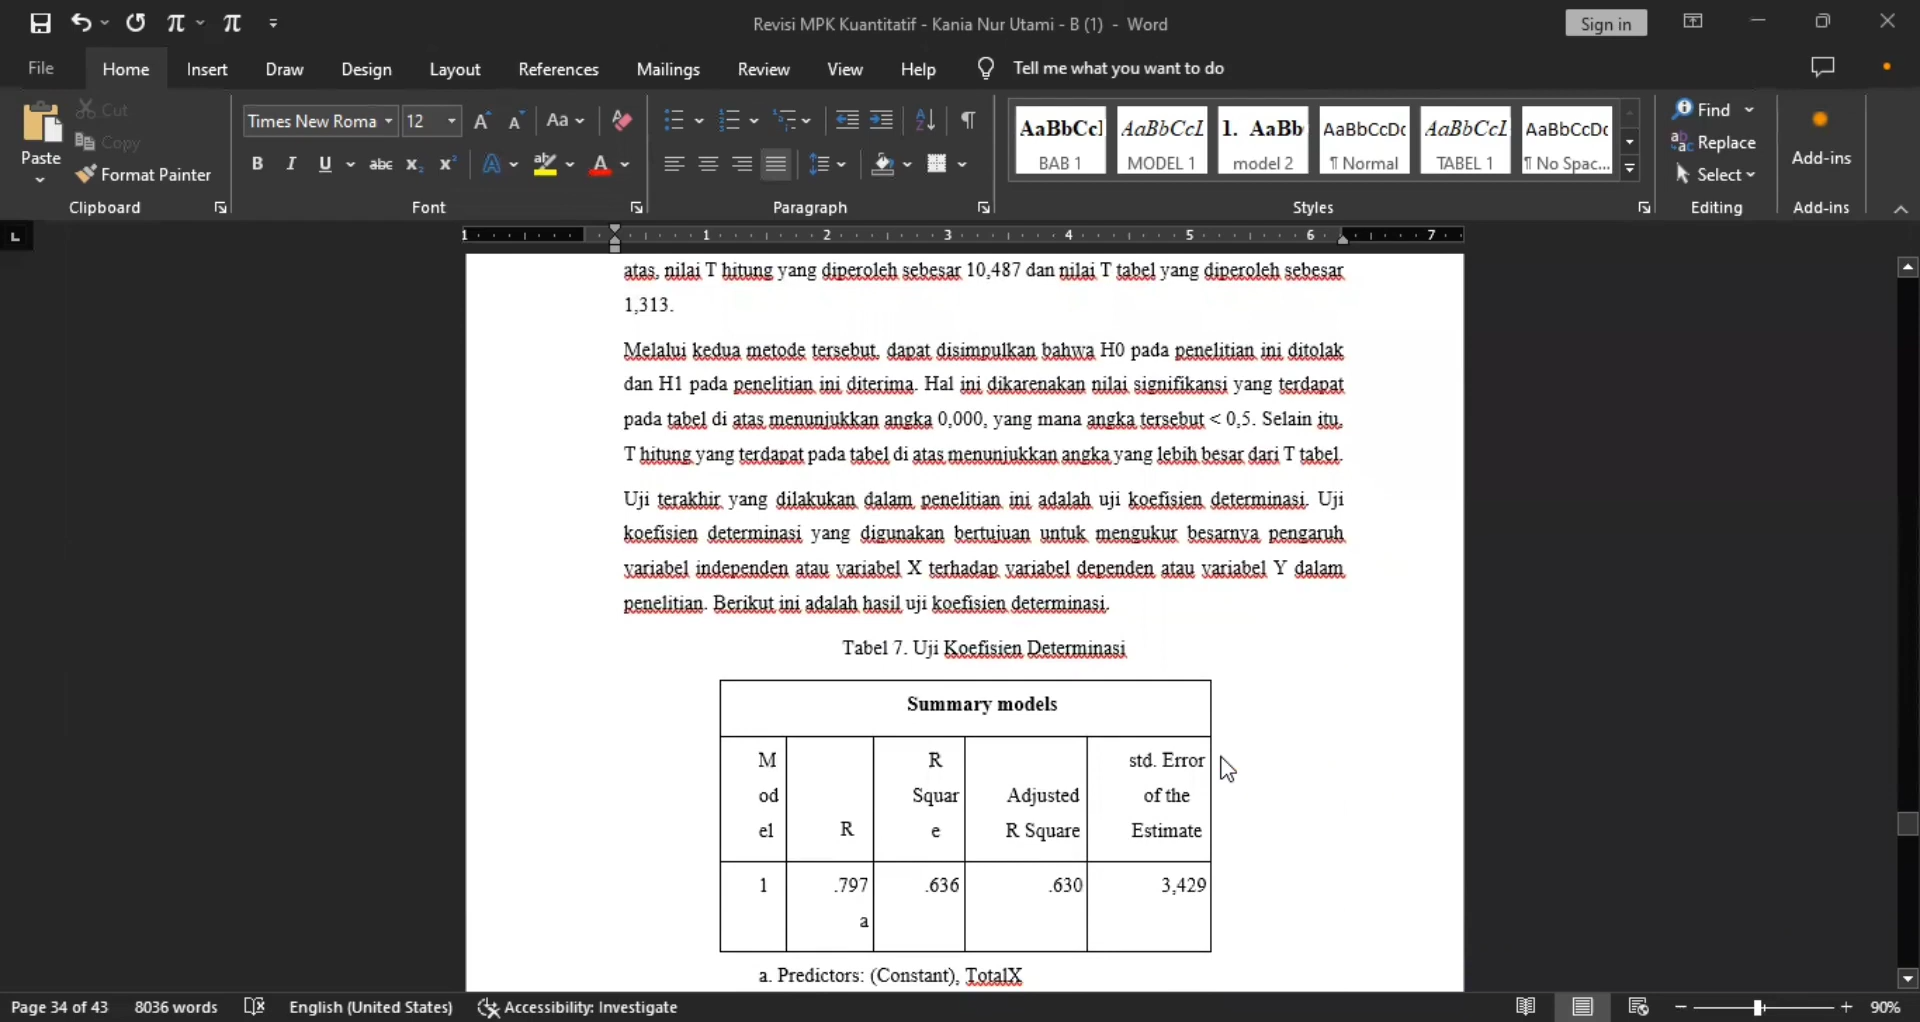 Revisi MPK Kuantitatif - Kania Nur Utami - B (1) - Word
Sign in
File Home Insert Draw Design Layout References Mailings Review View Help Tell me what you want to do
Paste
Cut
Copy
Format Painter
Clipboard
Times New Roma 12
Font
Paragraph
AaBbCcI AaBbCcI 1. AaBb AaBbCcDc AaBbCcI AaBbCcDc
BAB 1 MODEL 1 model 2 ¶ Normal TABEL 1 ¶ No Spac...
Styles
Find
Replace
Select
Editing
Add-ins
Add-ins
1 1 2 3 4 5 6 7
atas, nilai T hitung yang diperoleh sebesar 10,487 dan nilai T tabel yang diperoleh sebesar
1,313.
Melalui kedua metode tersebut, dapat disimpulkan bahwa H0 pada penelitian ini ditolak
dan H1 pada penelitian ini diterima. Hal ini dikarenakan nilai signifikansi yang terdapat
pada tabel di atas menunjukkan angka 0,000, yang mana angka tersebut < 0,5. Selain itu,
T hitung yang terdapat pada tabel di atas menunjukkan angka yang lebih besar dari T tabel.
Uji terakhir yang dilakukan dalam penelitian ini adalah uji koefisien determinasi. Uji
koefisien determinasi yang digunakan bertujuan untuk mengukur besarnya pengaruh
variabel independen atau variabel X terhadap variabel dependen atau variabel Y dalam
penelitian. Berikut ini adalah hasil uji koefisien determinasi.
Tabel 7. Uji Koefisien Determinasi
Summary models
M
od
el
R
R
Squar
e
Adjusted
R Square
std. Error
of the
Estimate
1 .797 .636 .630 3,429
a
a. Predictors: (Constant), TotalX
Page 34 of 43 8036 words English (United States) Accessibility: Investigate 90%